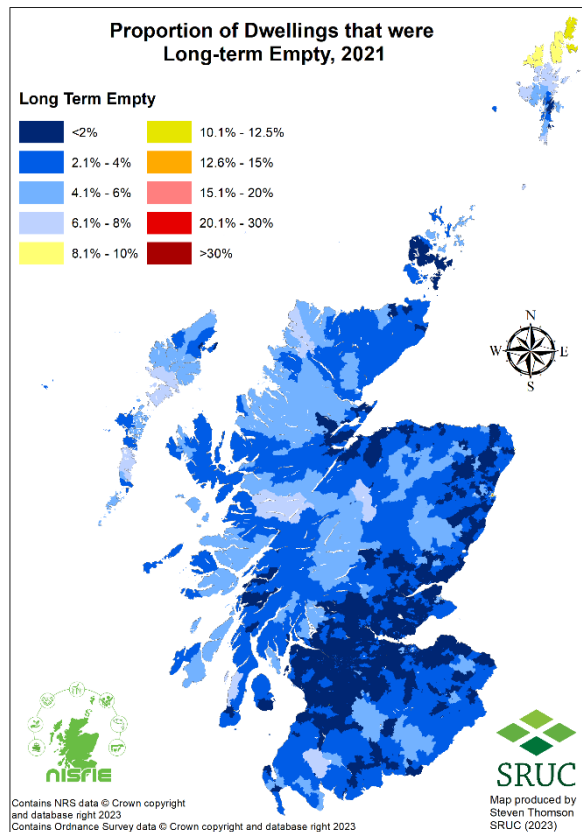 Proportion of Dwellings that were
Long-term Empty, 2021
Long Term Empty
<2%
2.1% - 4%
4.1% - 6%
6.1% - 8%
8.1% - 10%
10.1% - 12.5%
12.6% - 15%
15.1% - 20%
20.1% - 30%
>30%
N
W E
S
NISRIE
SRUC
Map produced by
Steven Thomson
SRUC (2023)
Contains NRS data © Crown copyright
and database right 2023
Contains Ordnance Survey data © Crown copyright and database right 2023